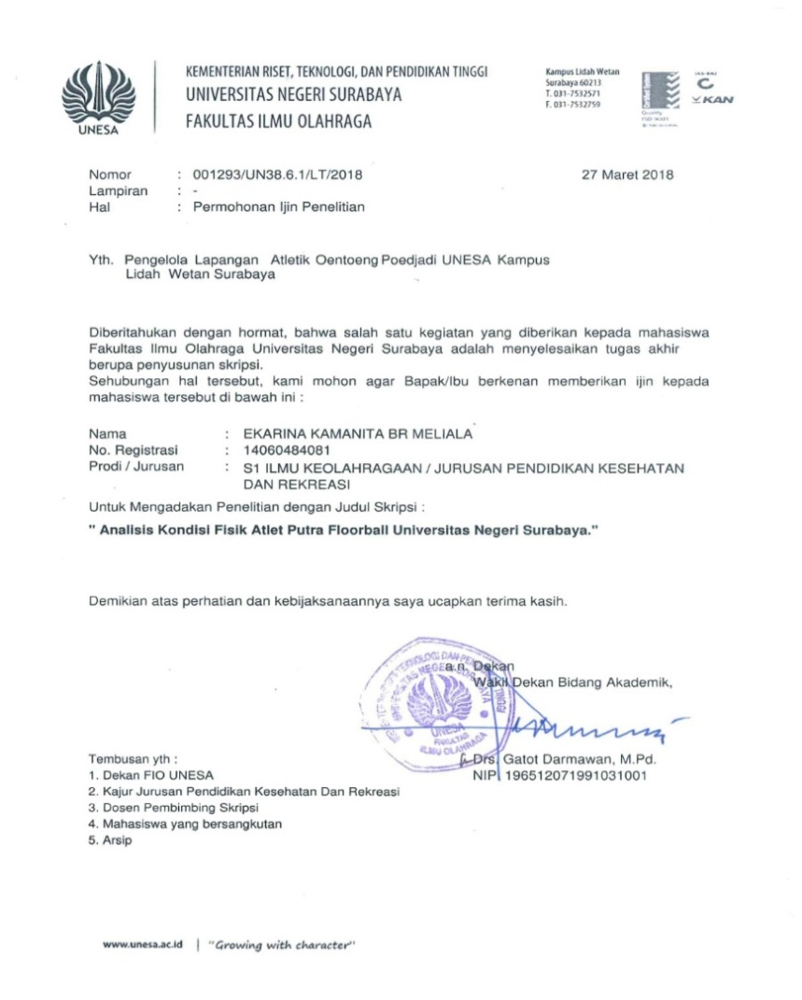 UNESA
KEMENTERIAN RISET, TEKNOLOGI, DAN PENDIDIKAN TINGGI
UNIVERSITAS NEGERI SURABAYA
FAKULTAS ILMU OLAHRAGA
Kampus Lidah Wetan
Surabaya 60213
T. 031-7532571
F. 031-7532759
KAN
Nomor : 001293/UN38.6.1/LT/2018 27 Maret 2018
Lampiran : -
Hal : Permohonan Ijin Penelitian
Yth. Pengelola Lapangan Atletik Oentoeng Poedjadi UNESA Kampus
Lidah Wetan Surabaya
Diberitahukan dengan hormat, bahwa salah satu kegiatan yang diberikan kepada mahasiswa
Fakultas Ilmu Olahraga Universitas Negeri Surabaya adalah menyelesaikan tugas akhir
berupa penyusunan skripsi.
Sehubungan hal tersebut, kami mohon agar Bapak/Ibu berkenan memberikan ijin kepada
mahasiswa tersebut di bawah ini :
Nama : EKARINA KAMANITA BR MELIALA
No. Registrasi : 14060484081
Prodi / Jurusan : S1 ILMU KEOLAHRAGAAN / JURUSAN PENDIDIKAN KESEHATAN
DAN REKREASI
Untuk Mengadakan Penelitian dengan Judul Skripsi :
" Analisis Kondisi Fisik Atlet Putra Floorball Universitas Negeri Surabaya."
Demikian atas perhatian dan kebijaksanaannya saya ucapkan terima kasih.
a.n. Dekan
Wakil Dekan Bidang Akademik,
UNESA
FAKULTAS
ILMU OLAHRAGA
Drs. Gatot Darmawan, M.Pd.
NIP 196512071991031001
Tembusan yth :
1. Dekan FIO UNESA
2. Kajur Jurusan Pendidikan Kesehatan Dan Rekreasi
3. Dosen Pembimbing Skripsi
4. Mahasiswa yang bersangkutan
5. Arsip
www.unesa.ac.id | "Growing with character"